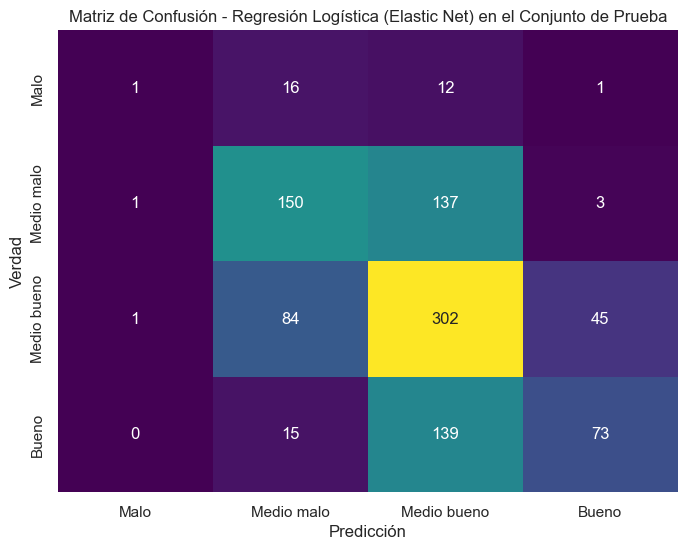 Matriz de Confusión - Regresión Logística (Elastic Net) en el Conjunto de Prueba
Verdad
Malo
1 16 12 1
Medio malo
1 150 137 3
Medio bueno
1 84 302 45
Bueno
0 15 139 73
Malo Medio malo Medio bueno Bueno
Predicción